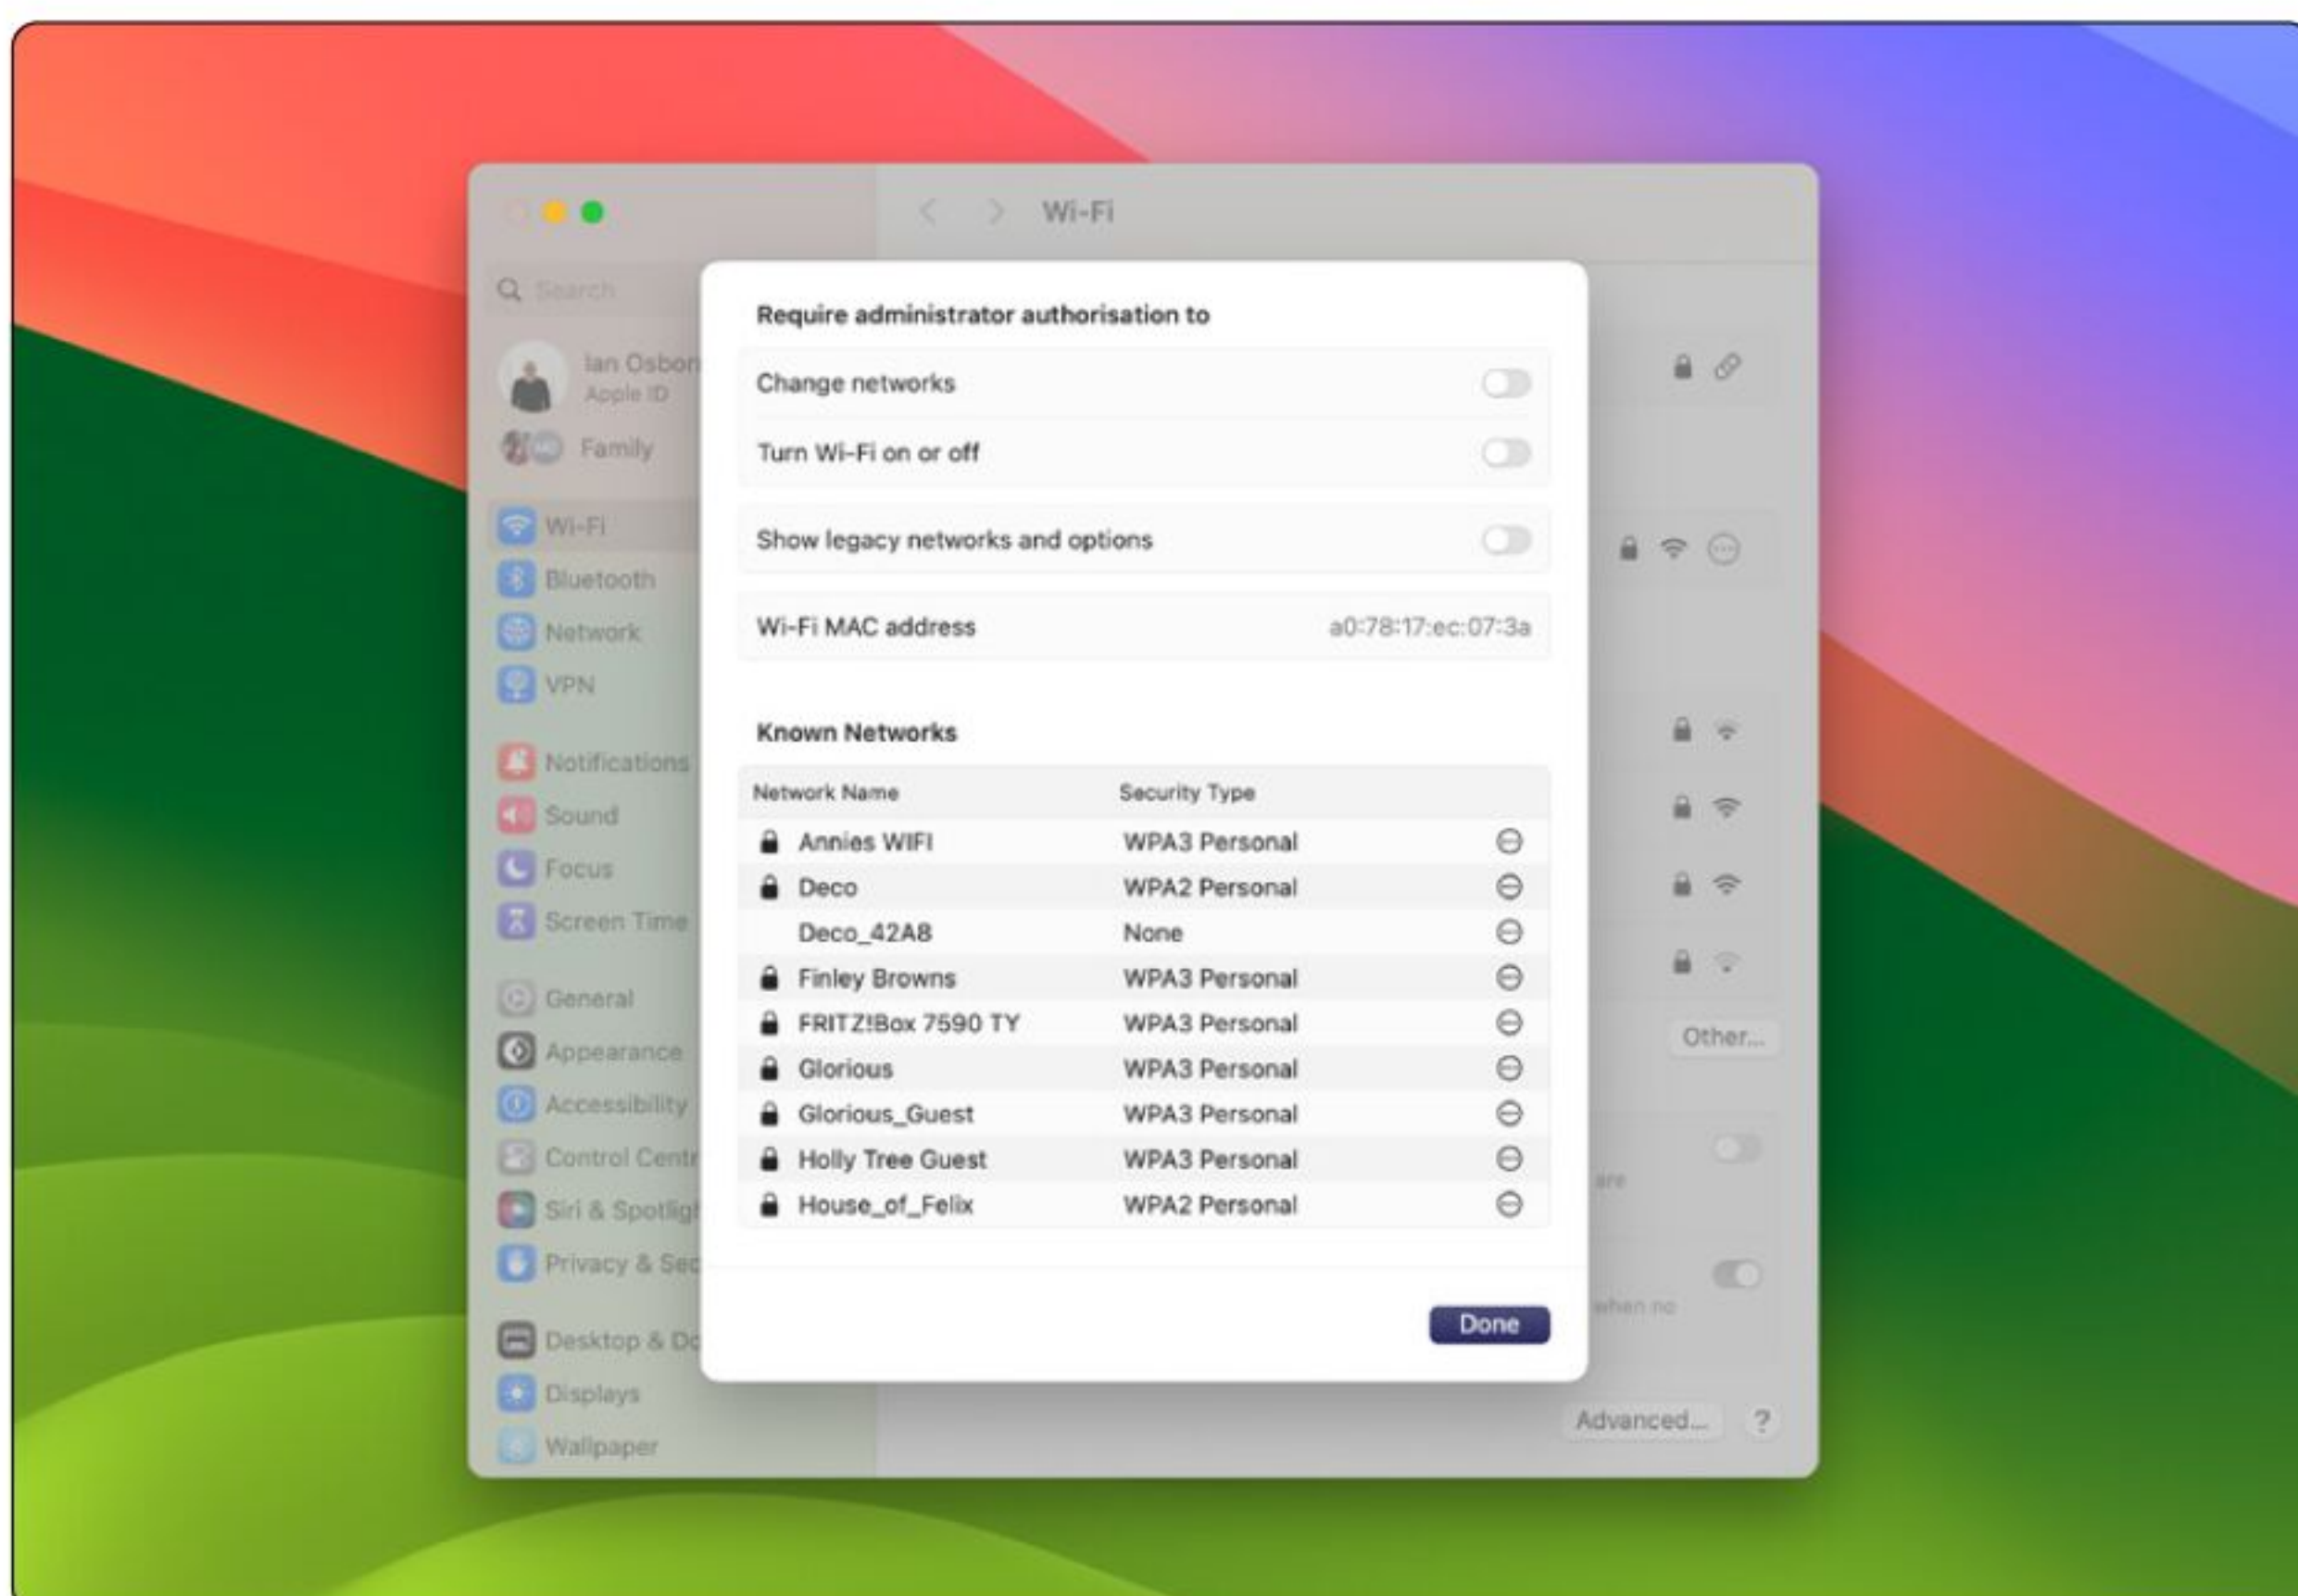 Wi-Fi
Search
Ian Osbor
Apple ID
Family
Wi-Fi
Bluetooth
Network
VPN
Notifications
Sound
Focus
Screen Time
General
Appearance
Accessibility
Control Centr
Siri & Spotlig
Privacy & Sec
Desktop & Do
Displays
Wallpaper
Require administrator authorisation to
Change networks
Turn Wi-Fi on or off
Show legacy networks and options
Wi-Fi MAC address a0:78:17:ec:07:3a
Known Networks
Network Name Security Type
Annies WIFI WPA3 Personal
Deco WPA2 Personal
Deco_42A8 None
Finley Browns WPA3 Personal
FRITZ!Box 7590 TY WPA3 Personal
Glorious WPA3 Personal
Glorious_Guest WPA3 Personal
Holly Tree Guest WPA3 Personal
House_of_Felix WPA2 Personal
Done
Other...
are
when no
Advanced... ?